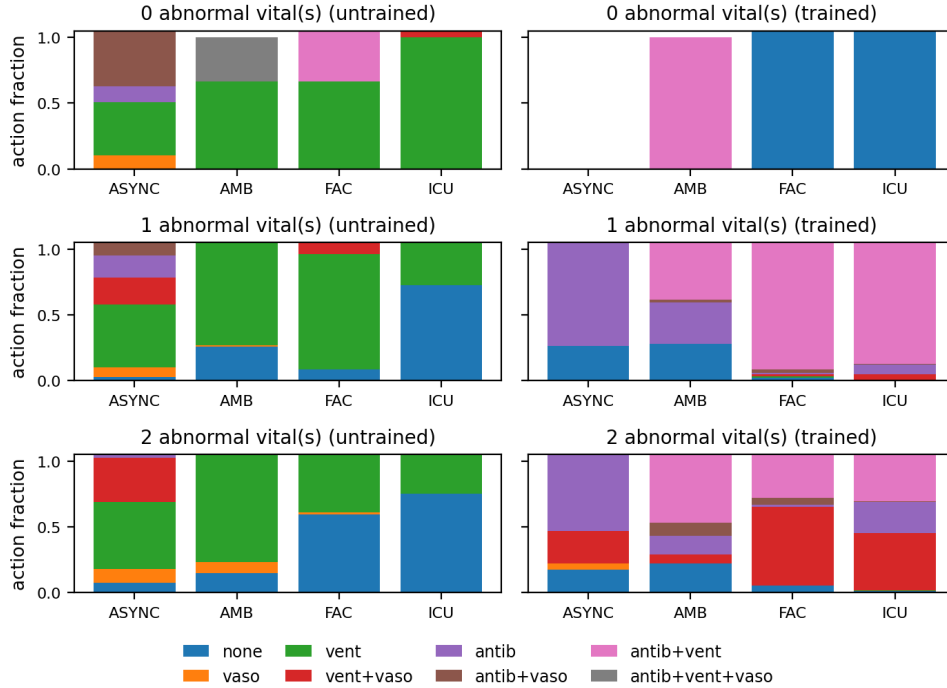 0 abnormal vital(s) (untrained)
0 abnormal vital(s) (trained)
action fraction
1.0
0.5
0.0
ASYNC AMB FAC ICU
ASYNC AMB FAC ICU
1 abnormal vital(s) (untrained)
1 abnormal vital(s) (trained)
action fraction
1.0
0.5
0.0
ASYNC AMB FAC ICU
ASYNC AMB FAC ICU
2 abnormal vital(s) (untrained)
2 abnormal vital(s) (trained)
action fraction
1.0
0.5
0.0
ASYNC AMB FAC ICU
ASYNC AMB FAC ICU
none vent antib antib+vent
vaso vent+vaso antib+vaso antib+vent+vaso